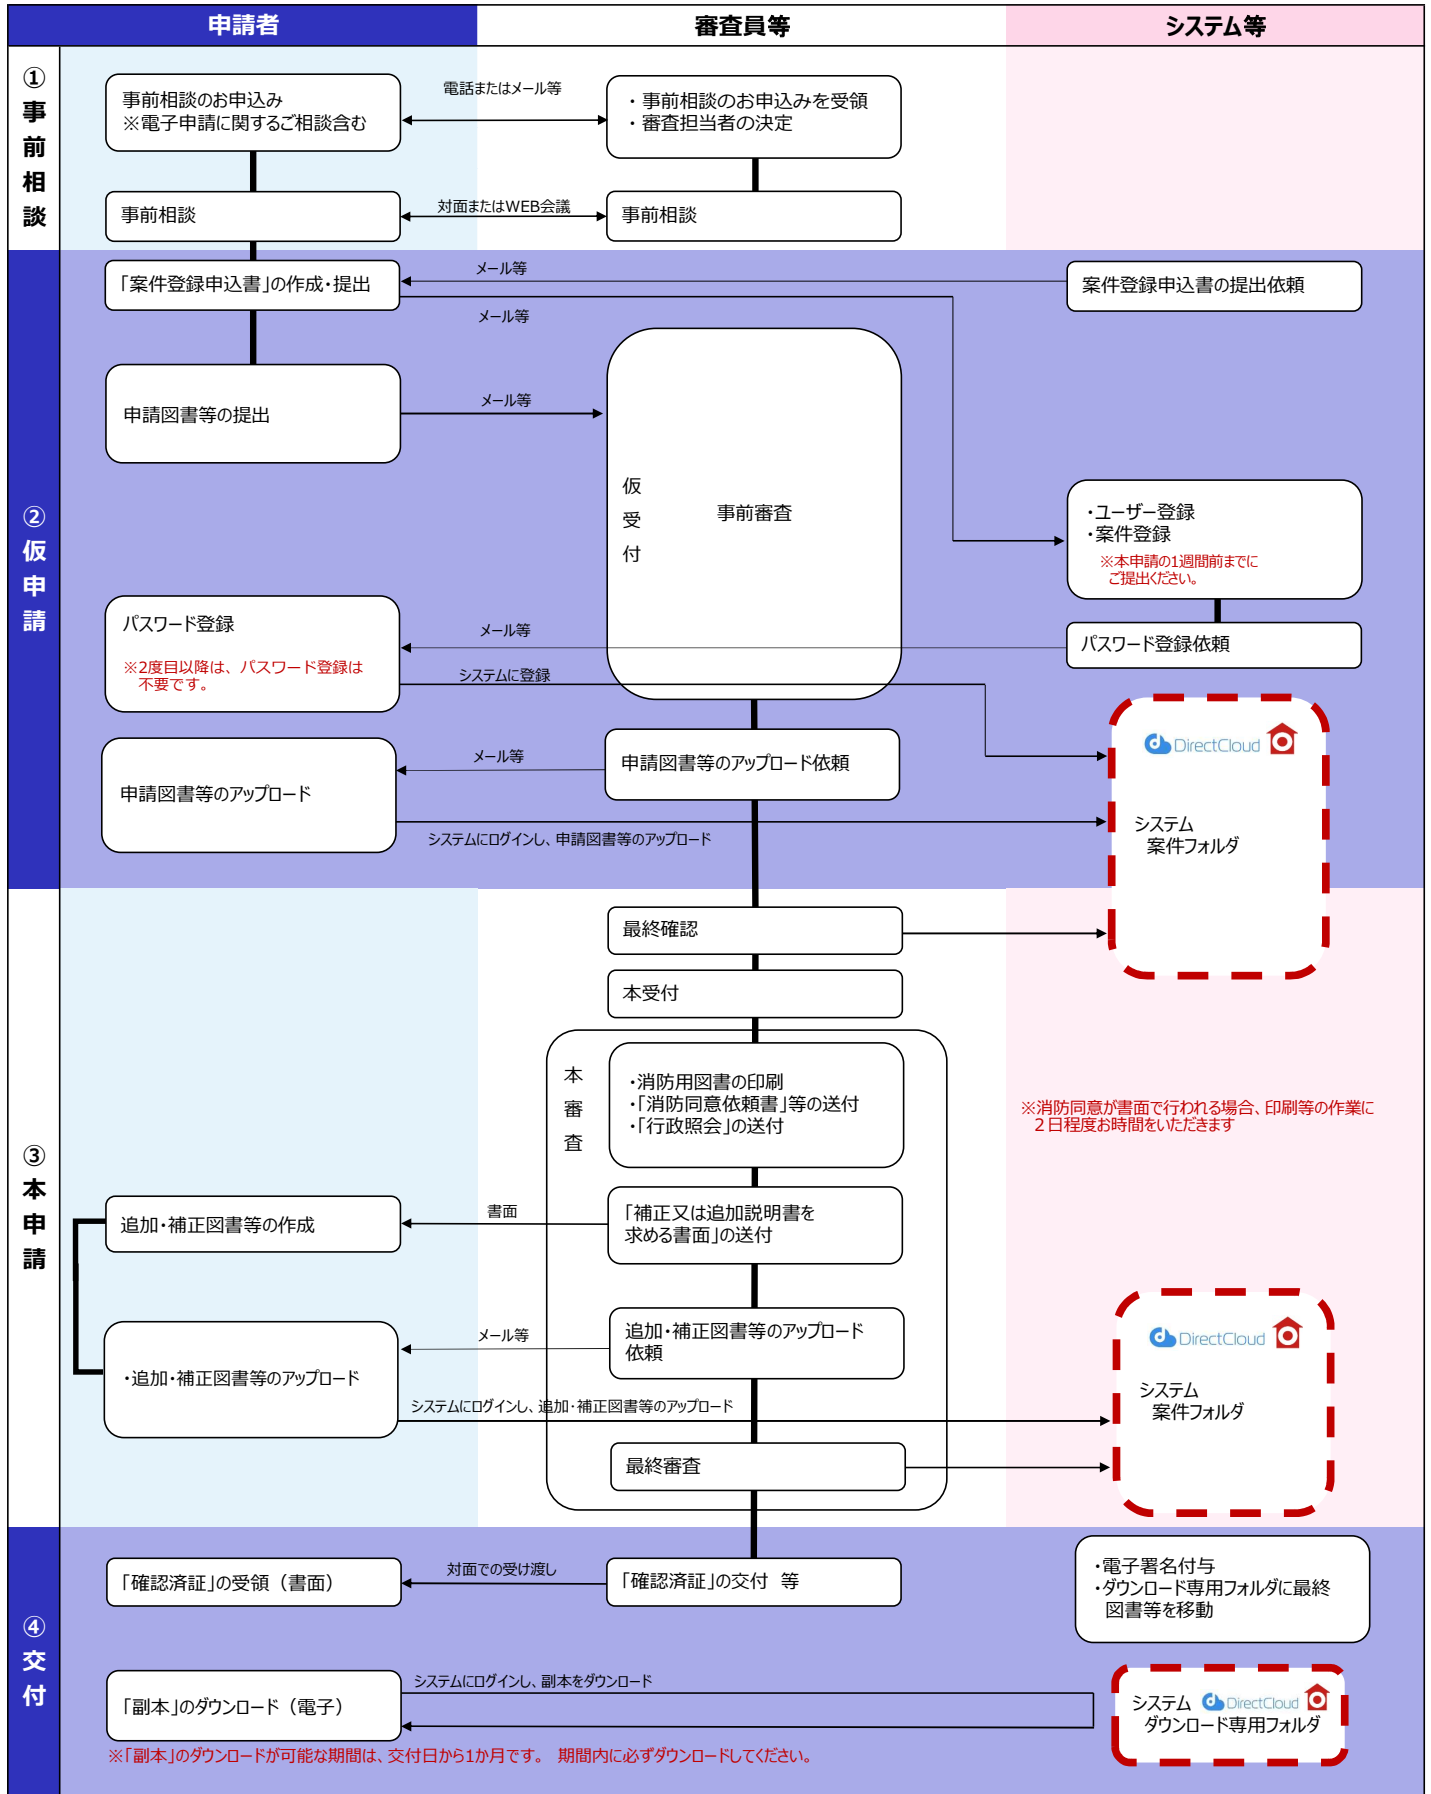 申請者
審査員等
システム等
①事前相談
事前相談のお申込み
※電子申請に関するご相談含む
電話またはメール等
・事前相談のお申込みを受領
・審査担当者の決定
事前相談
対面またはWEB会議
事前相談
②仮申請
「案件登録申込書」の作成・提出
メール等
案件登録申込書の提出依頼
メール等
申請図書等の提出
メール等
仮受付
事前審査
・ユーザー登録
・案件登録
※本申請の1週間前までに
ご提出ください。
パスワード登録
※2度目以降は、パスワード登録は
不要です。
メール等
パスワード登録依頼
システムに登録
申請図書等のアップロード依頼
メール等
申請図書等のアップロード
システムにログインし、申請図書等のアップロード
DirectCloud
システム
案件フォルダ
③本申請
最終確認
本受付
本審査
・消防用図書の印刷
・「消防同意依頼書」等の送付
・「行政照会」の送付
※消防同意が書面で行われる場合、印刷等の作業に
２日程度お時間をいただきます
追加・補正図書等の作成
書面
「補正又は追加説明書を
求める書面」の送付
メール等
追加・補正図書等のアップロード
依頼
・追加・補正図書等のアップロード
システムにログインし、追加・補正図書等のアップロード
DirectCloud
システム
案件フォルダ
最終審査
④交付
「確認済証」の受領（書面）
対面での受け渡し
「確認済証」の交付 等
・電子署名付与
・ダウンロード専用フォルダに最終
図書等を移動
「副本」のダウンロード（電子）
システムにログインし、副本をダウンロード
システム DirectCloud
ダウンロード専用フォルダ
※「副本」のダウンロードが可能な期間は、交付日から1か月です。 期間内に必ずダウンロードしてください。